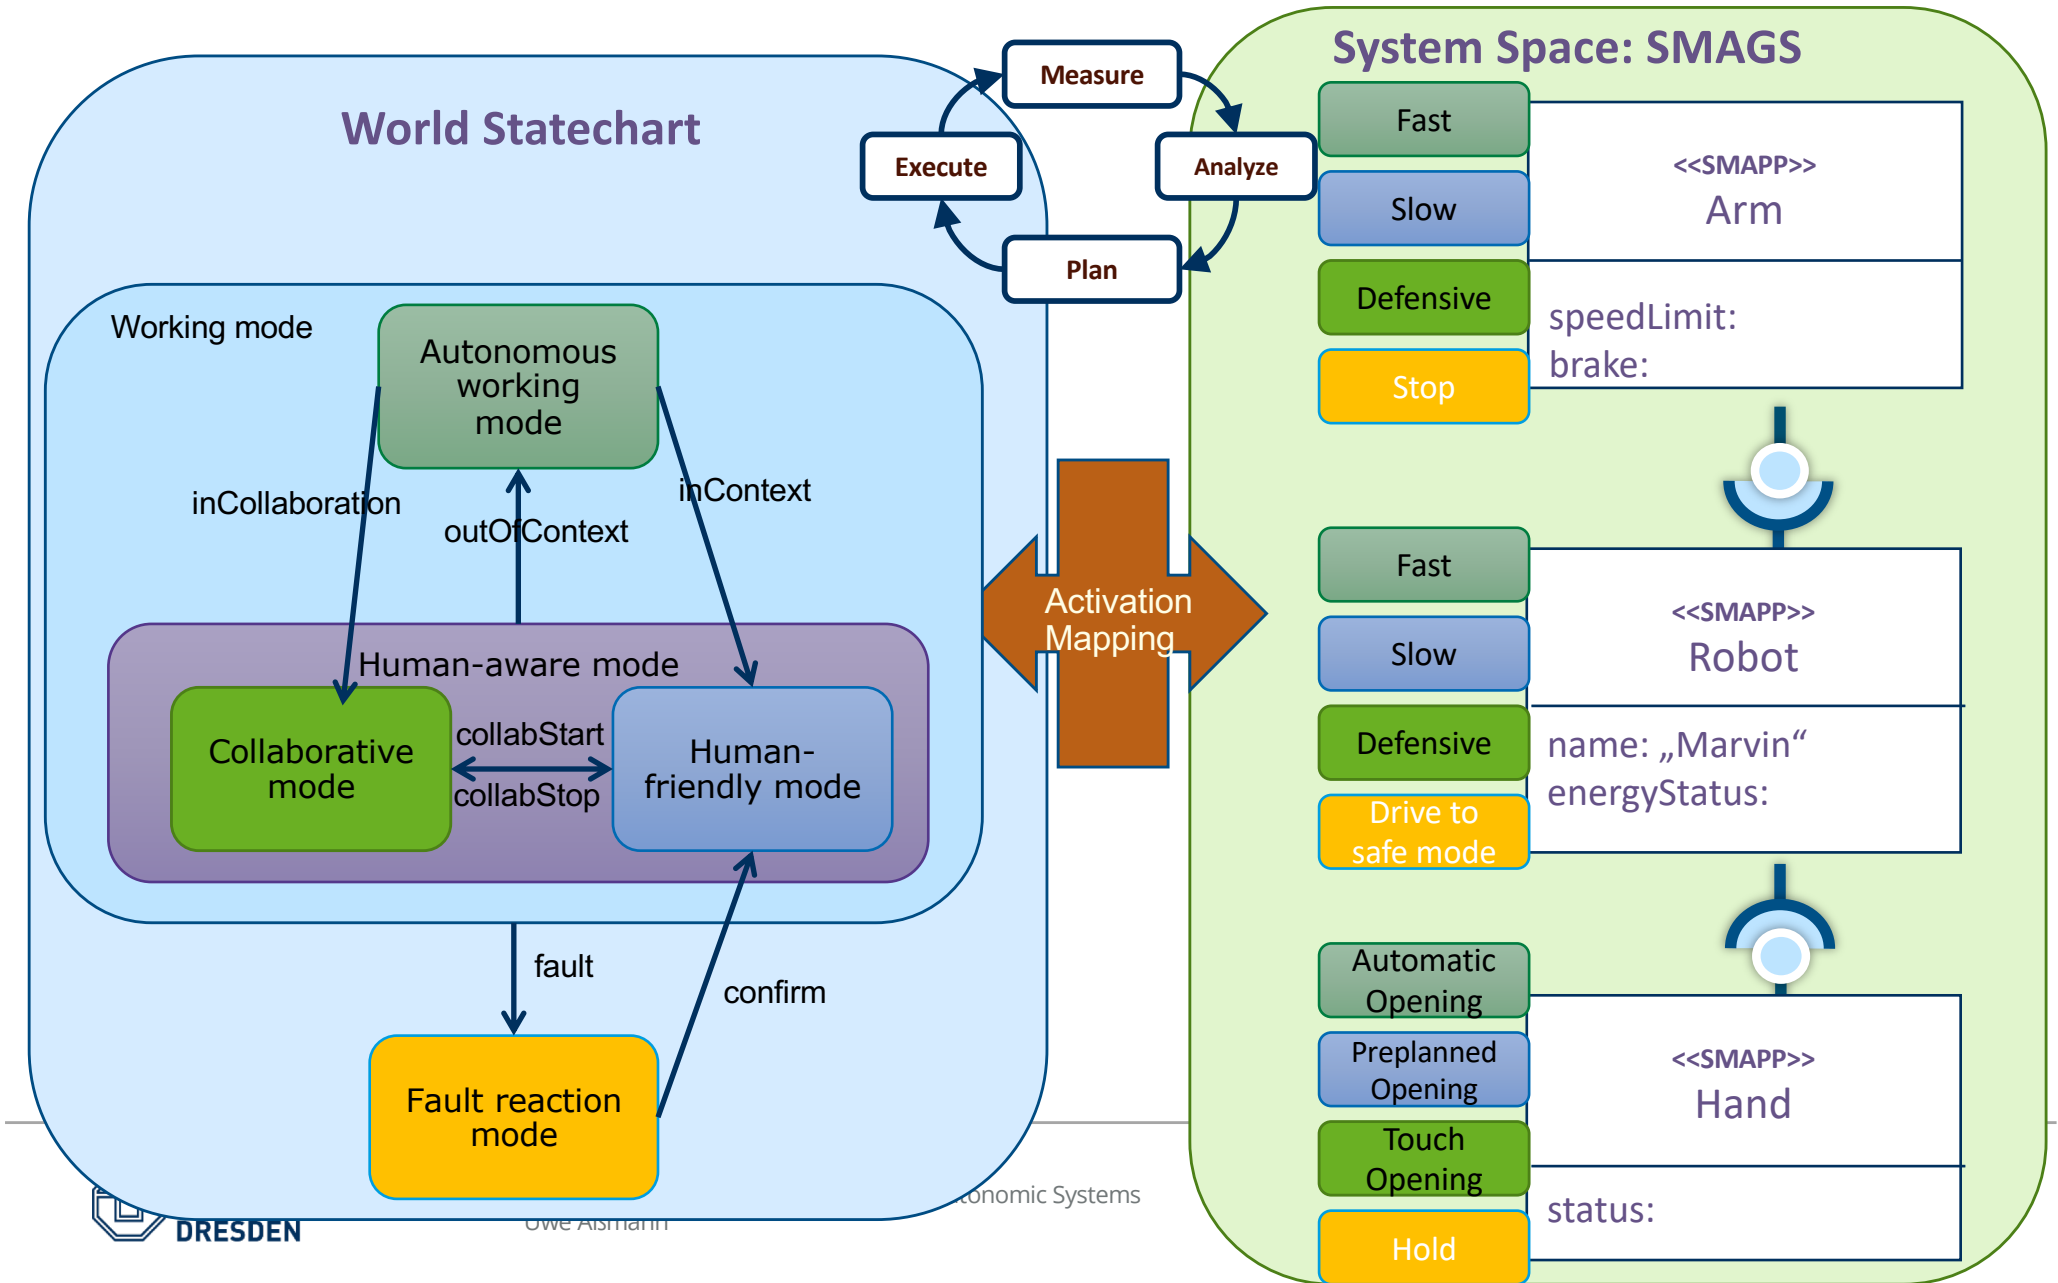 World Statechart
Measure
Execute
Analyze
Plan
Working mode
Autonomous
working
mode
inCollaboration
outOfContext
inContext
Human-aware mode
Collaborative
mode
collabStart
collabStop
Human-
friendly mode
fault
confirm
Fault reaction
mode
Activation
Mapping
System Space: SMAGS
Fast
Slow
Defensive
Stop
<<SMAPP>>
Arm
speedLimit:
brake:
Fast
Slow
Defensive
Drive to
safe mode
<<SMAPP>>
Robot
name: „Marvin“
energyStatus:
Automatic
Opening
Preplanned
Opening
Touch
Opening
Hold
<<SMAPP>>
Hand
status:
DRESDEN
Systems